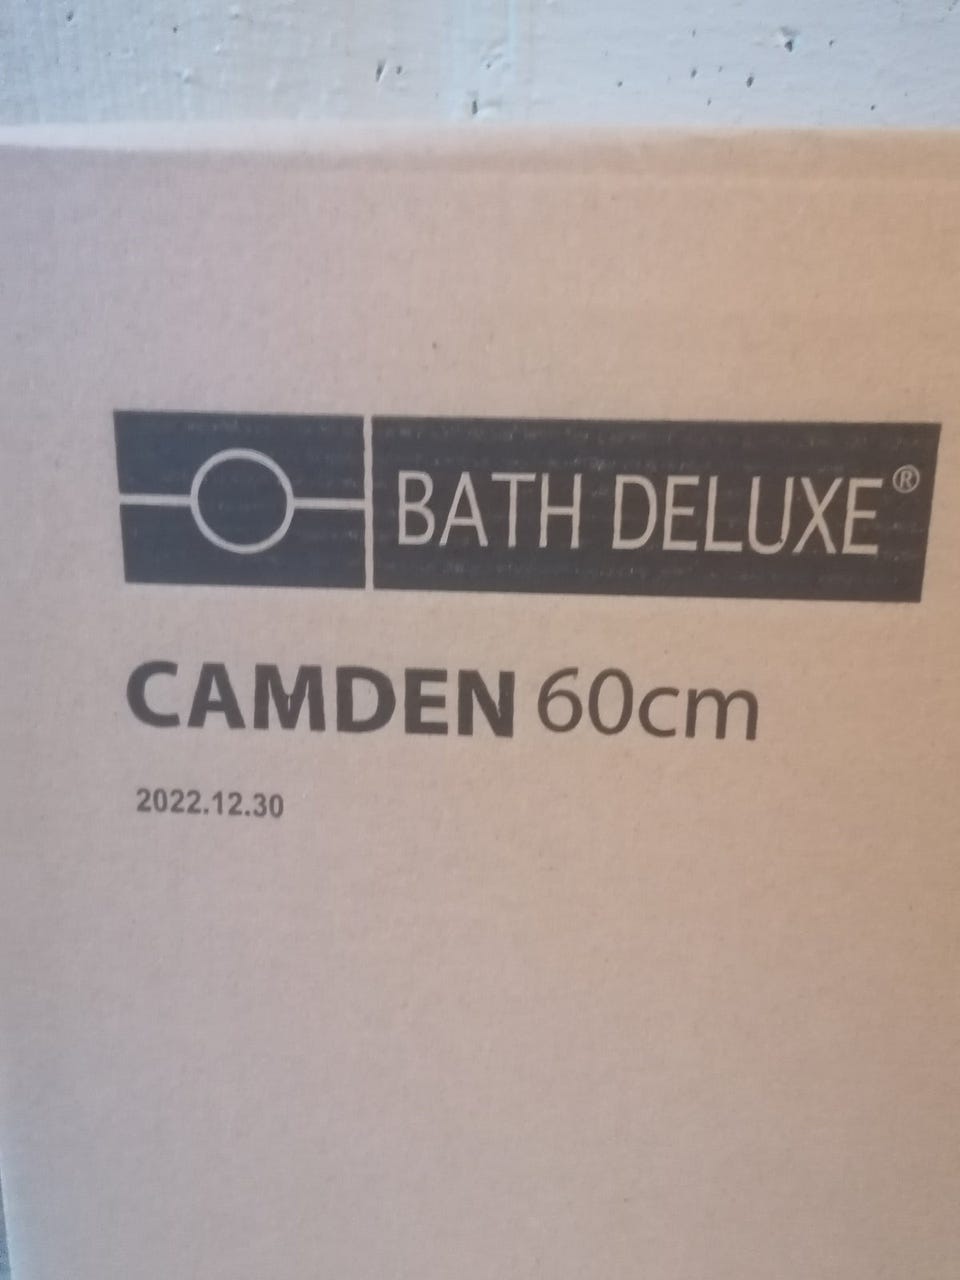 BATH DELUXE®
CAMDEN 60cm
2022.12.30